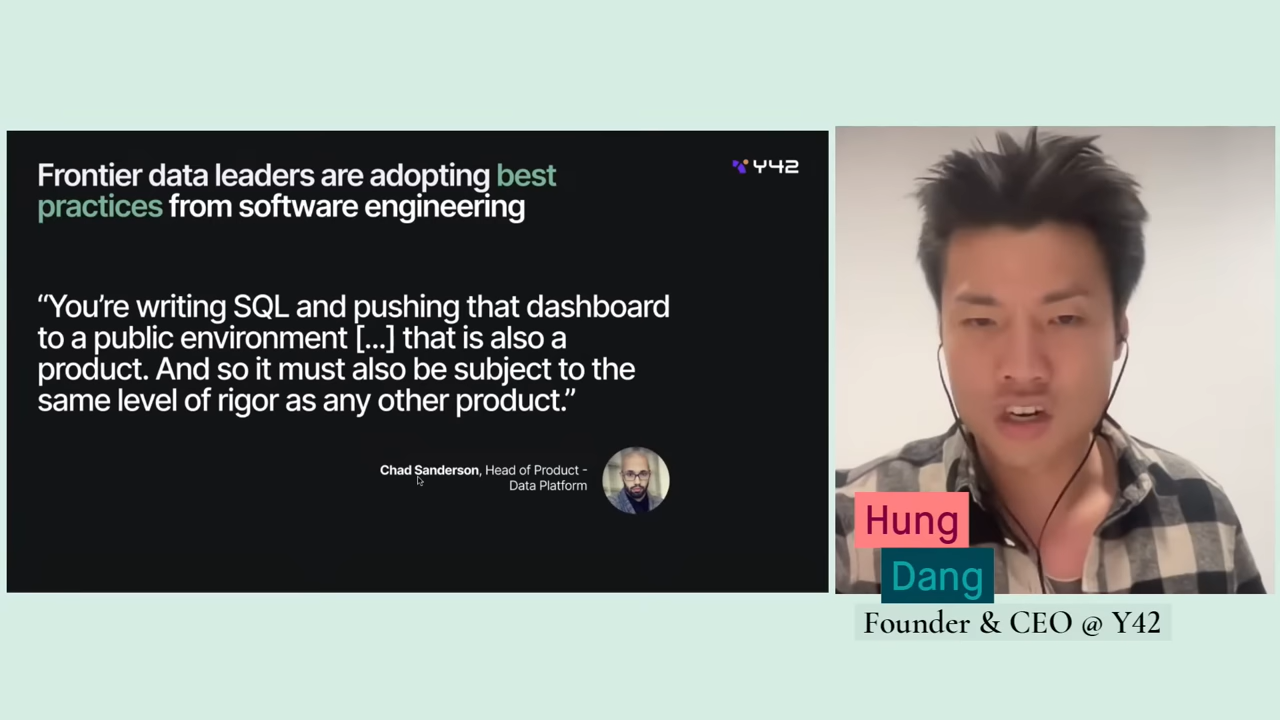 Frontier data leaders are adopting best
practices from software engineering
Y42
“You’re writing SQL and pushing that dashboard
to a public environment [...] that is also a
product. And so it must also be subject to the
same level of rigor as any other product.”
Chad Sanderson, Head of Product -
Data Platform
Hung
Dang
Founder & CEO @ Y42